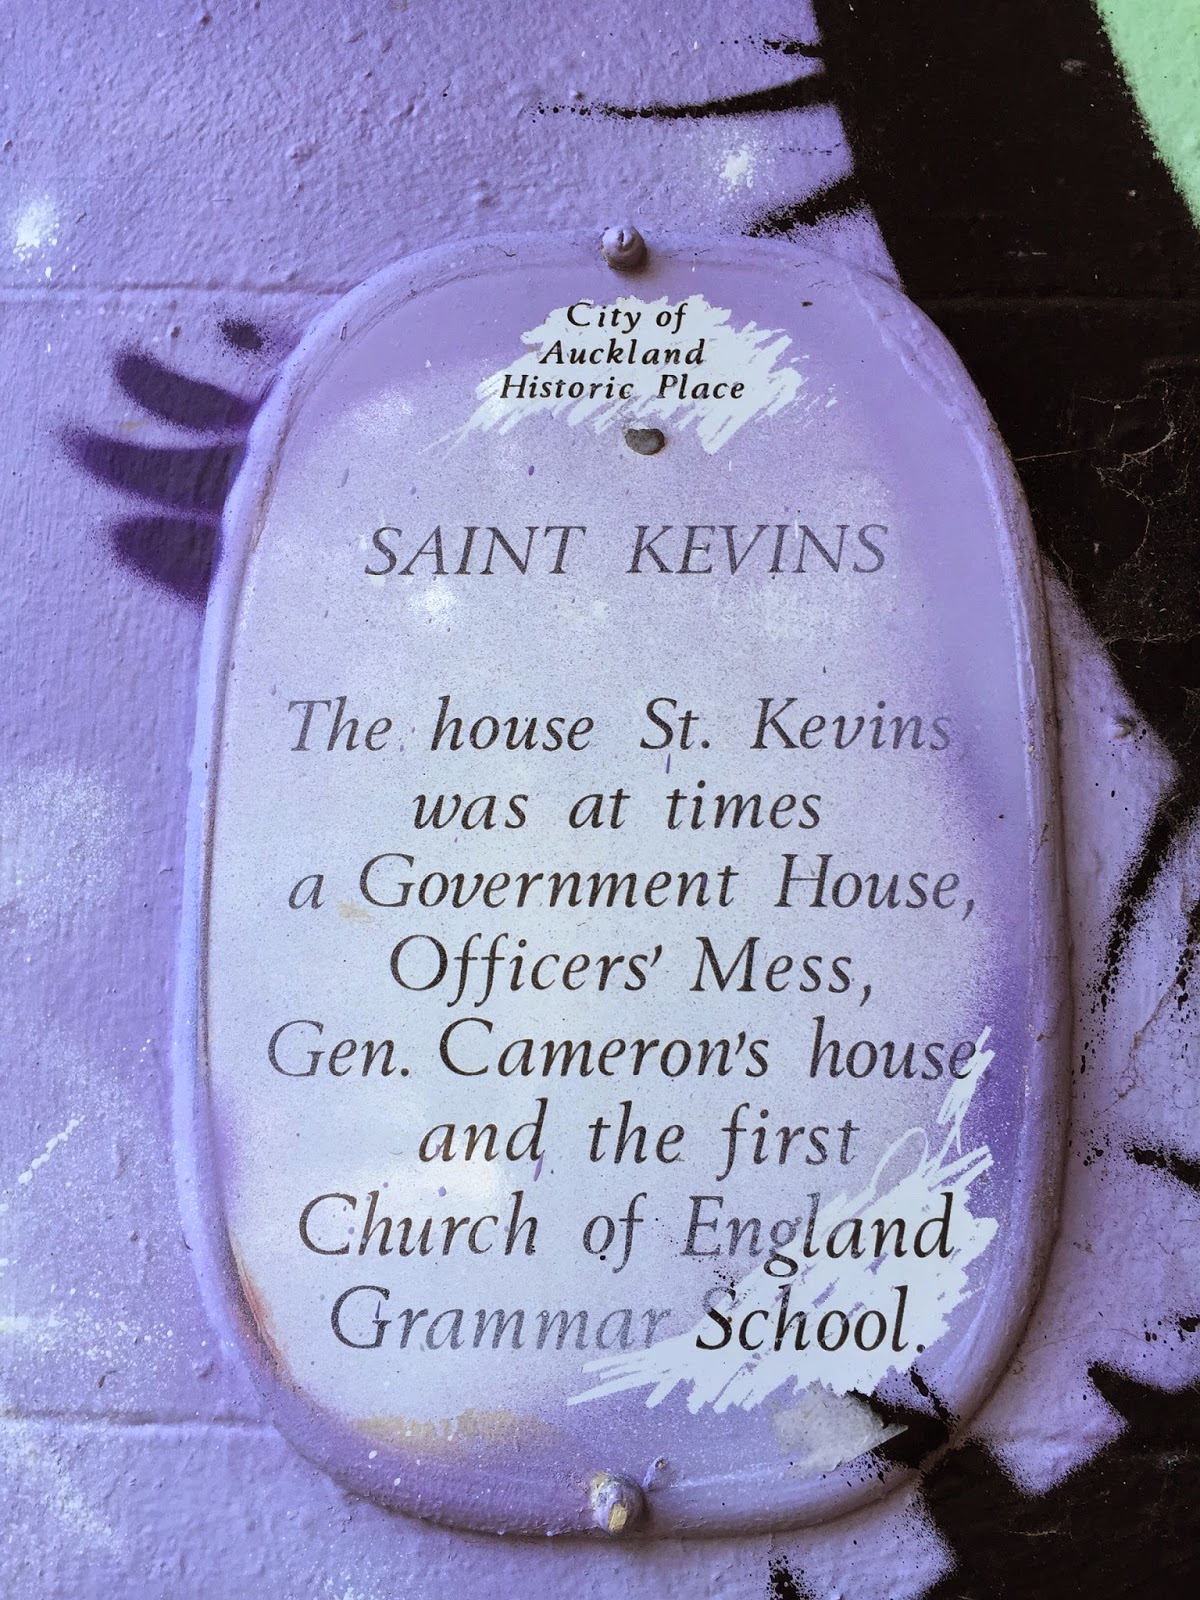 City of
Auckland
Historic Place
SAINT KEVINS
The house St. Kevins
was at times
a Government House,
Officers' Mess,
Gen. Cameron's house
and the first
Church of England
Grammar School.